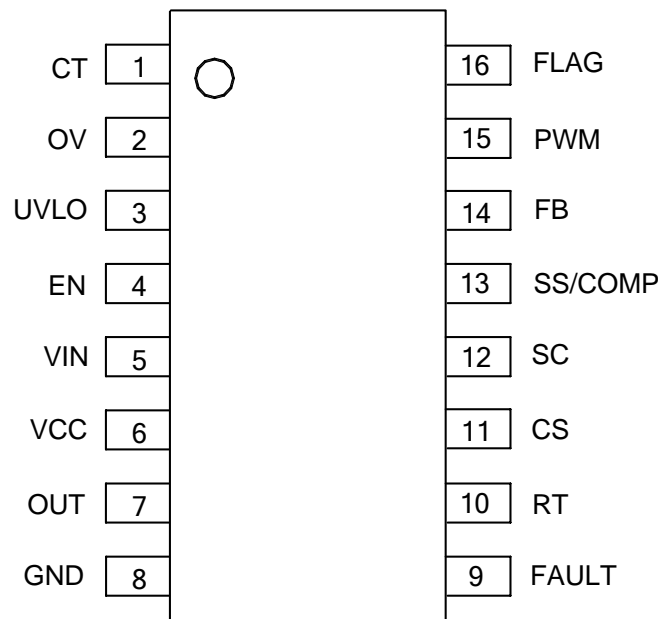 CT 1 16 FLAG
OV 2 15 PWM
UVLO 3 14 FB
EN 4 13 SS/COMP
VIN 5 12 SC
VCC 6 11 CS
OUT 7 10 RT
GND 8 9 FAULT